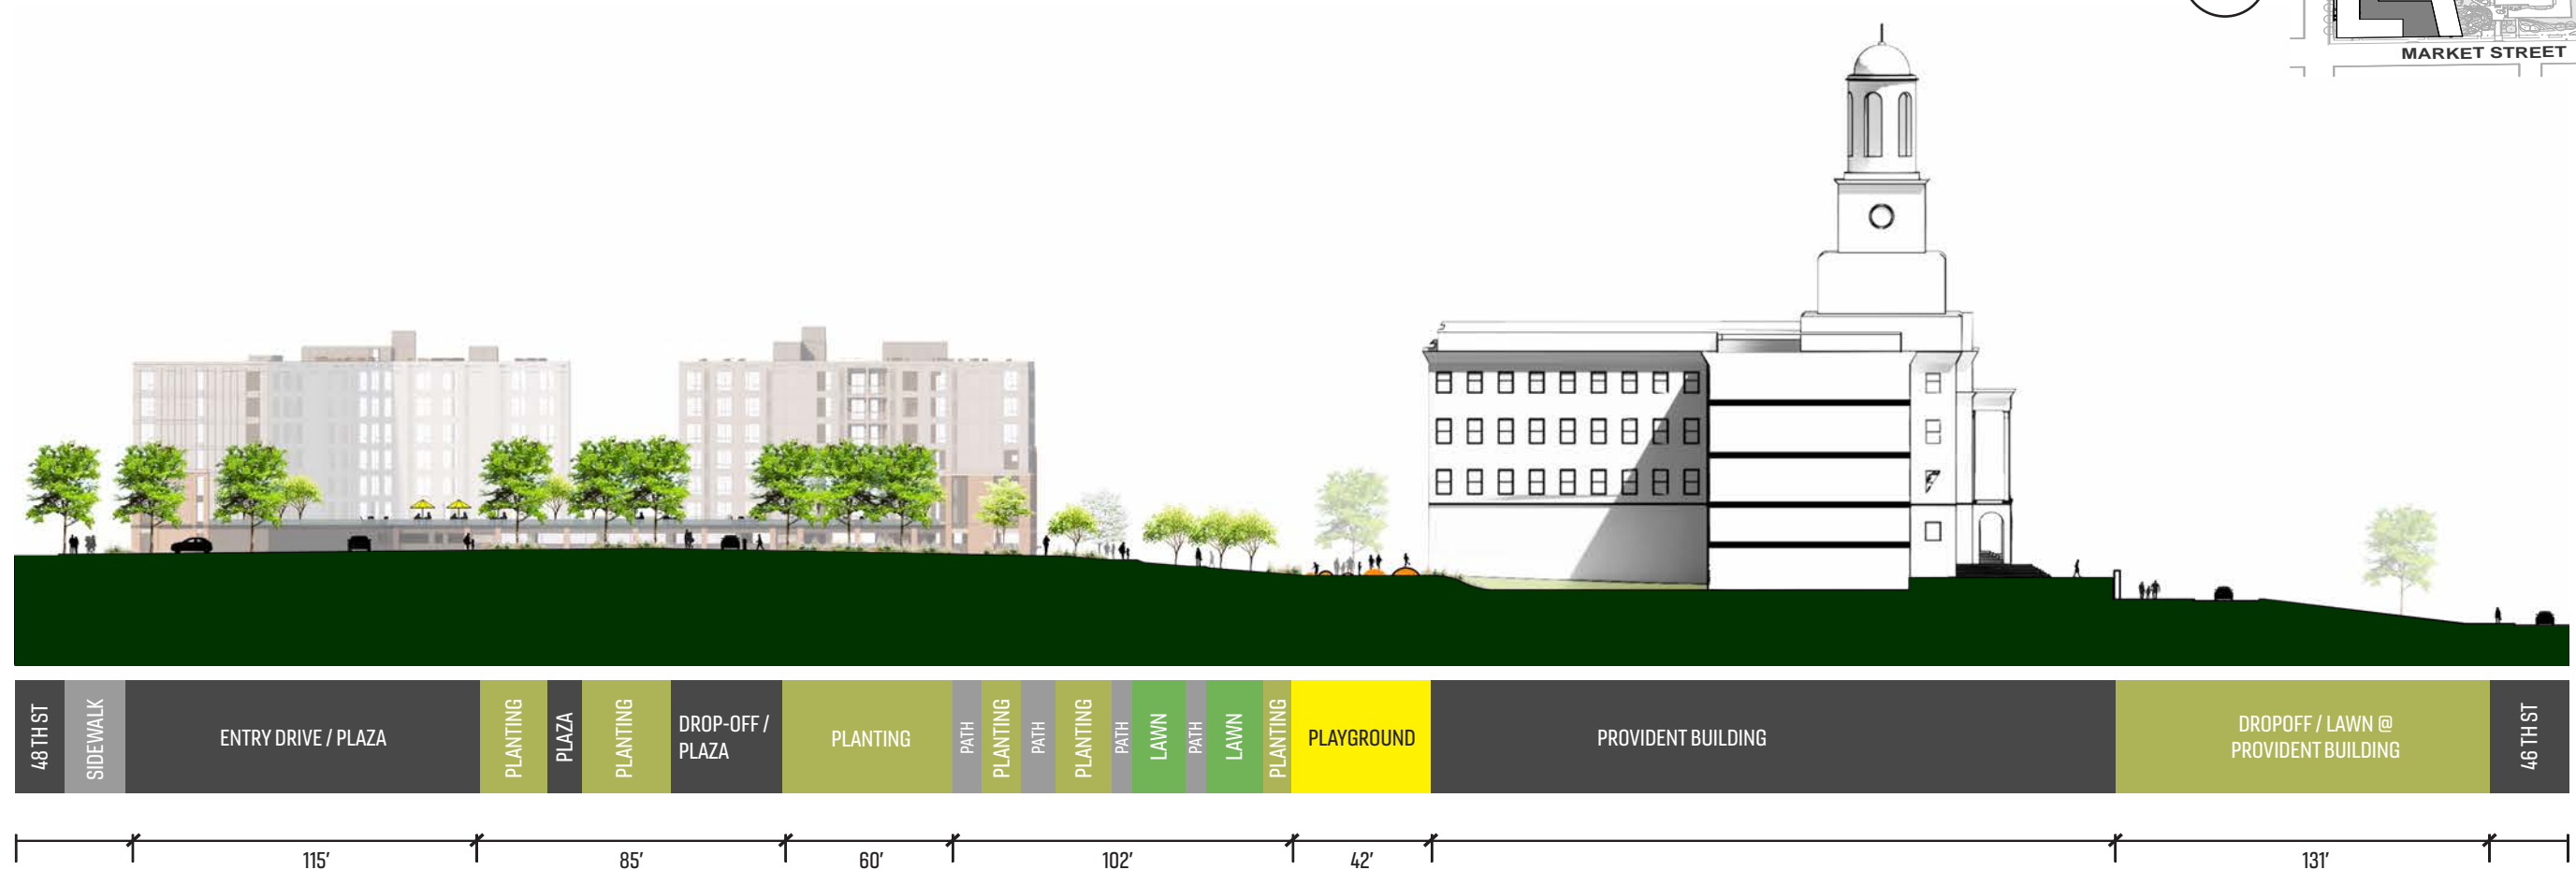 MARKET STREET
48TH ST
SIDEWALK
ENTRY DRIVE / PLAZA
PLANTING
PLAZA
PLANTING
DROP-OFF /
PLAZA
PLANTING
PATH
PLANTING
PATH
PLANTING
PATH
LAWN
PATH
LAWN
PLANTING
PLAYGROUND
PROVIDENT BUILDING
DROPOFF / LAWN @
PROVIDENT BUILDING
46TH ST
115'
85'
60'
102'
42'
131'